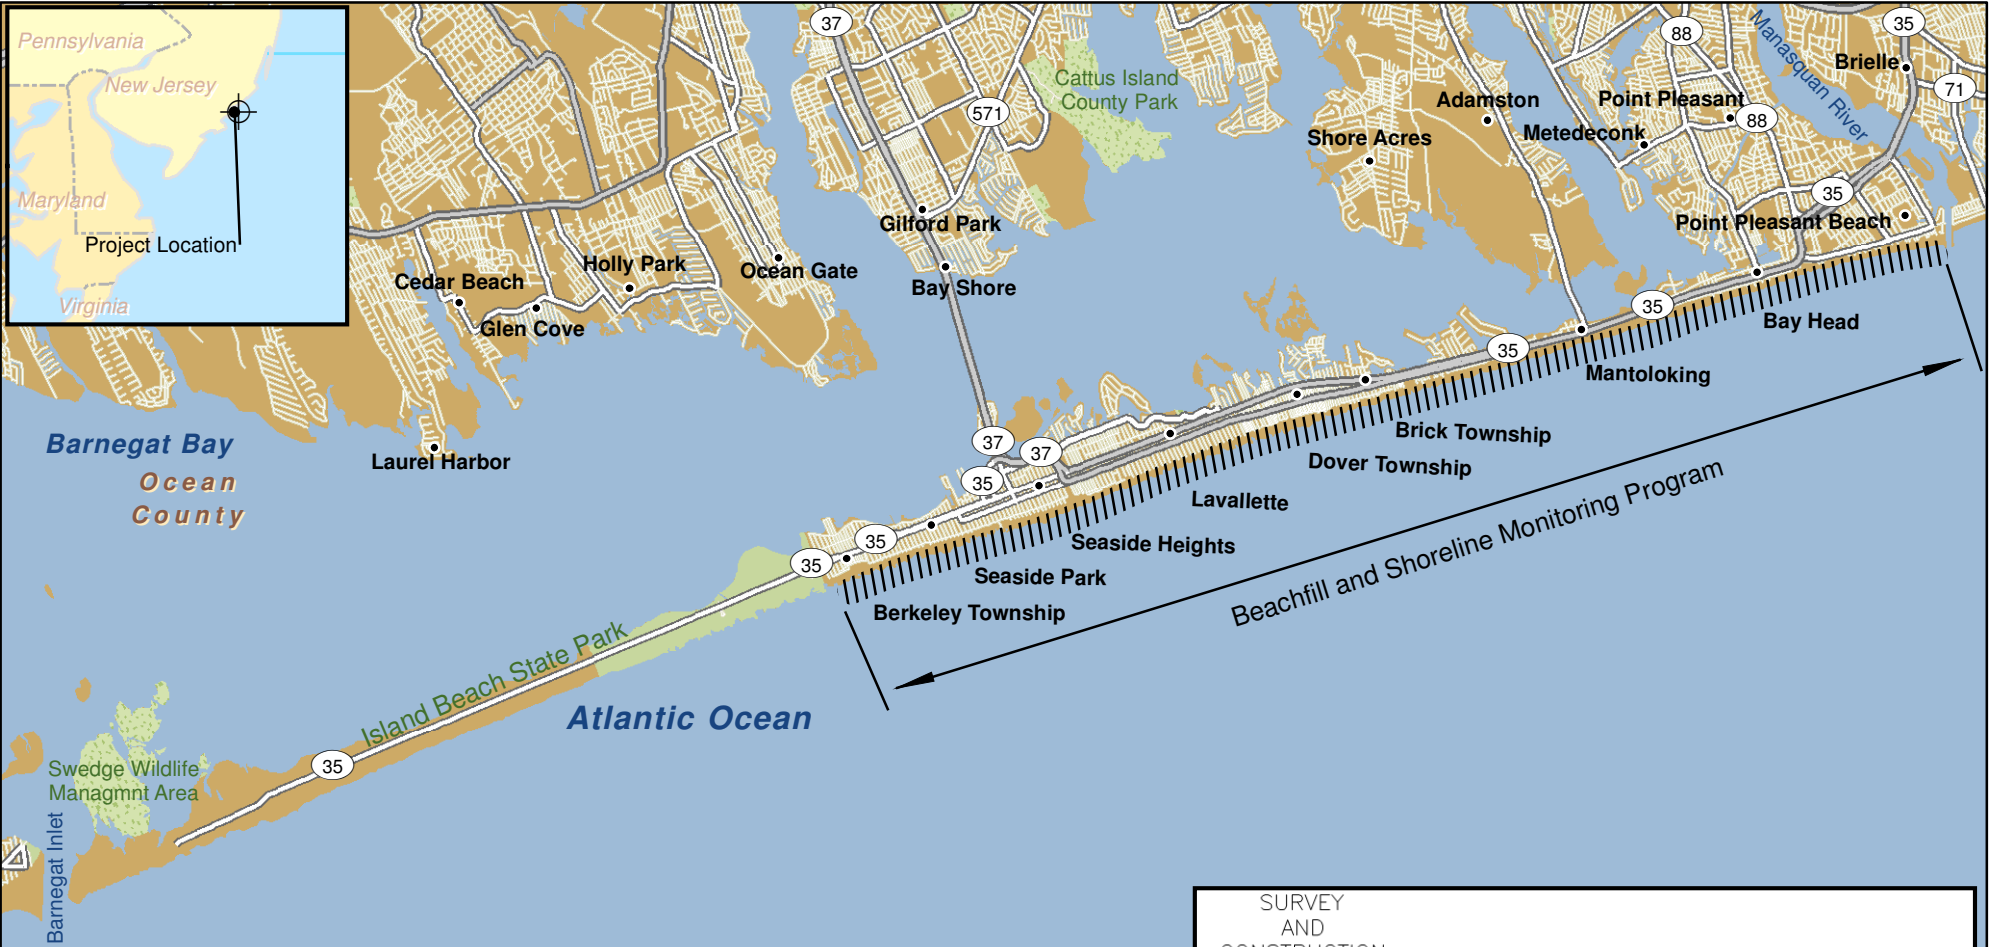 Pennsylvania
New Jersey
Maryland
Project Location
Virginia
37
571
Cattus Island
County Park
88
Manasquan River
35
Brielle
71
Adamston
Point Pleasant
88
Shore Acres
Metedeconk
35
Gilford Park
Point Pleasant Beach
Holly Park
Ocean Gate
Cedar Beach
Bay Shore
Glen Cove
35
Bay Head
35
Mantoloking
Barnegat Bay
Ocean
County
Laurel Harbor
37
37
35
Brick Township
Dover Township
Lavallette
Seaside Heights
35
35
Seaside Park
Berkeley Township
Beachfill and Shoreline Monitoring Program
Island Beach State Park
Atlantic Ocean
35
Swedge Wildlife
Managmnt Area
Barnegat Inlet
SURVEY
AND
CONSTRUCTION